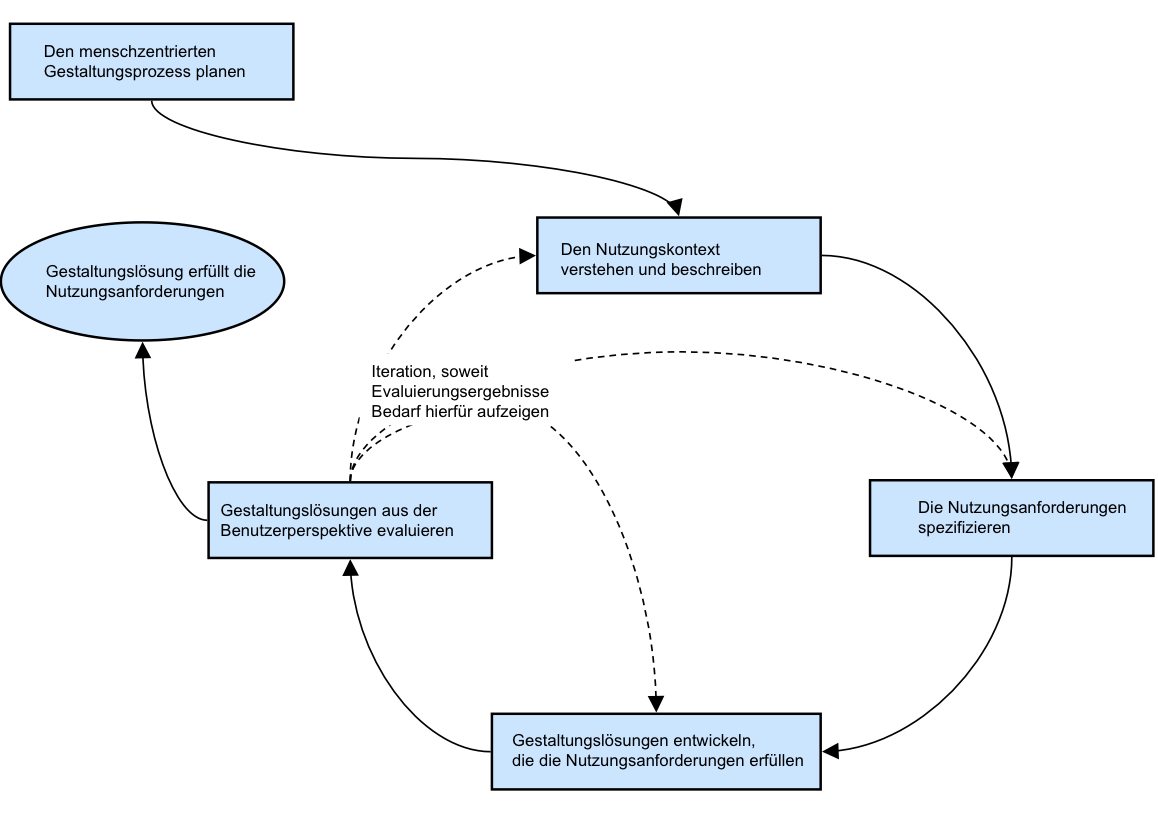 Den menschzentrierten
Gestaltungsprozess planen
Den Nutzungskontext
verstehen und beschreiben
Gestaltungslösung erfüllt die
Nutzungsanforderungen
Iteration, soweit
Evaluierungsergebnisse
Bedarf hierfür aufzeigen
Gestaltungslösungen aus der
Benutzerperspektive evaluieren
Die Nutzungsanforderungen
spezifizieren
Gestaltungslösungen entwickeln,
die die Nutzungsanforderungen erfüllen